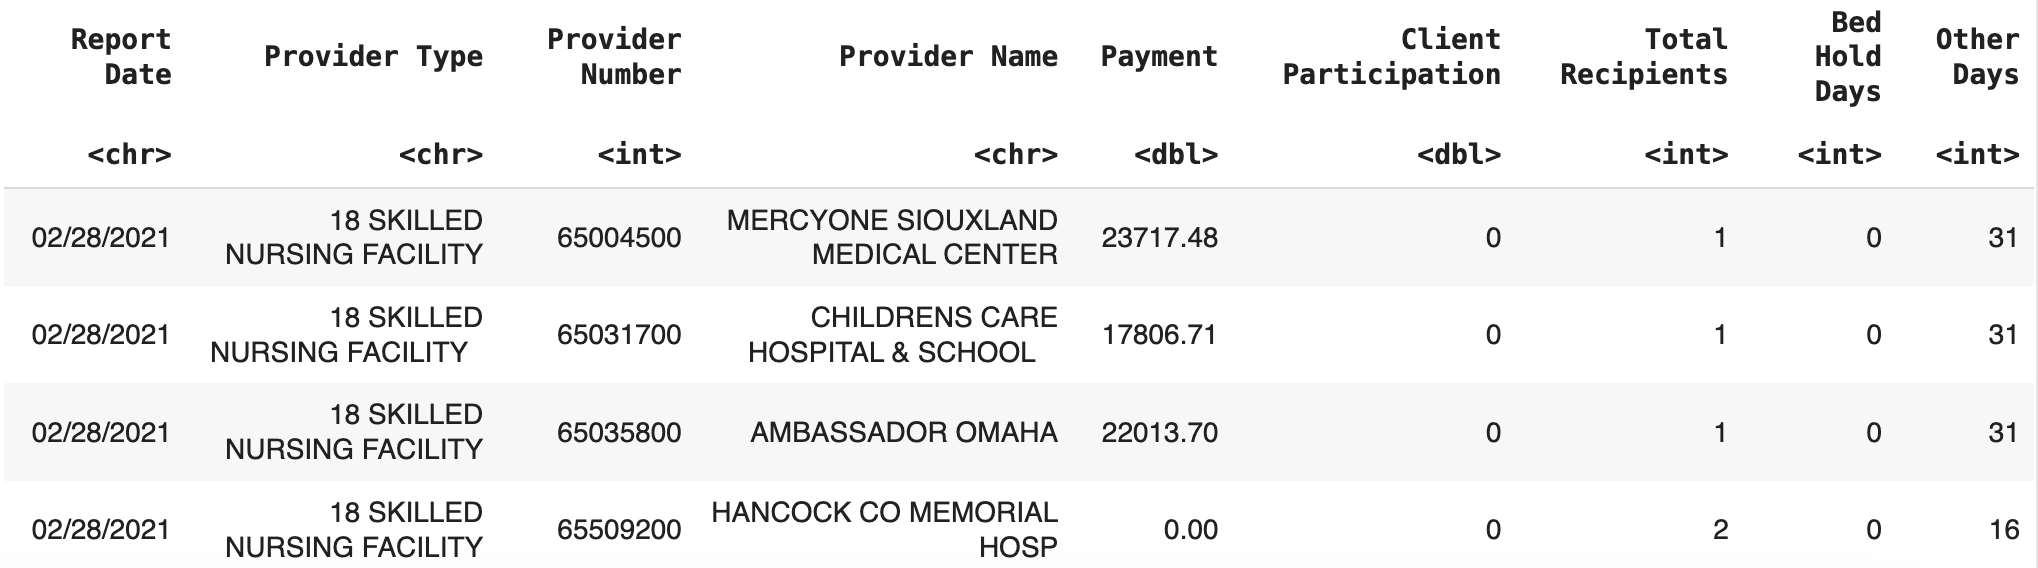 Report Date Provider Type Provider Number Provider Name Payment Client Participation Total Recipients Bed Hold Days Other Days
<chr> <chr> <int> <chr> <dbl> <dbl> <int> <int> <int>
02/28/2021 18 SKILLED NURSING FACILITY 65004500 MERCYONE SIOUXLAND MEDICAL CENTER 23717.48 0 1 0 31
02/28/2021 18 SKILLED NURSING FACILITY 65031700 CHILDRENS CARE HOSPITAL & SCHOOL 17806.71 0 1 0 31
02/28/2021 18 SKILLED NURSING FACILITY 65035800 AMBASSADOR OMAHA 22013.70 0 1 0 31
02/28/2021 18 SKILLED NURSING FACILITY 65509200 HANCOCK CO MEMORIAL HOSP 0.00 0 2 0 16